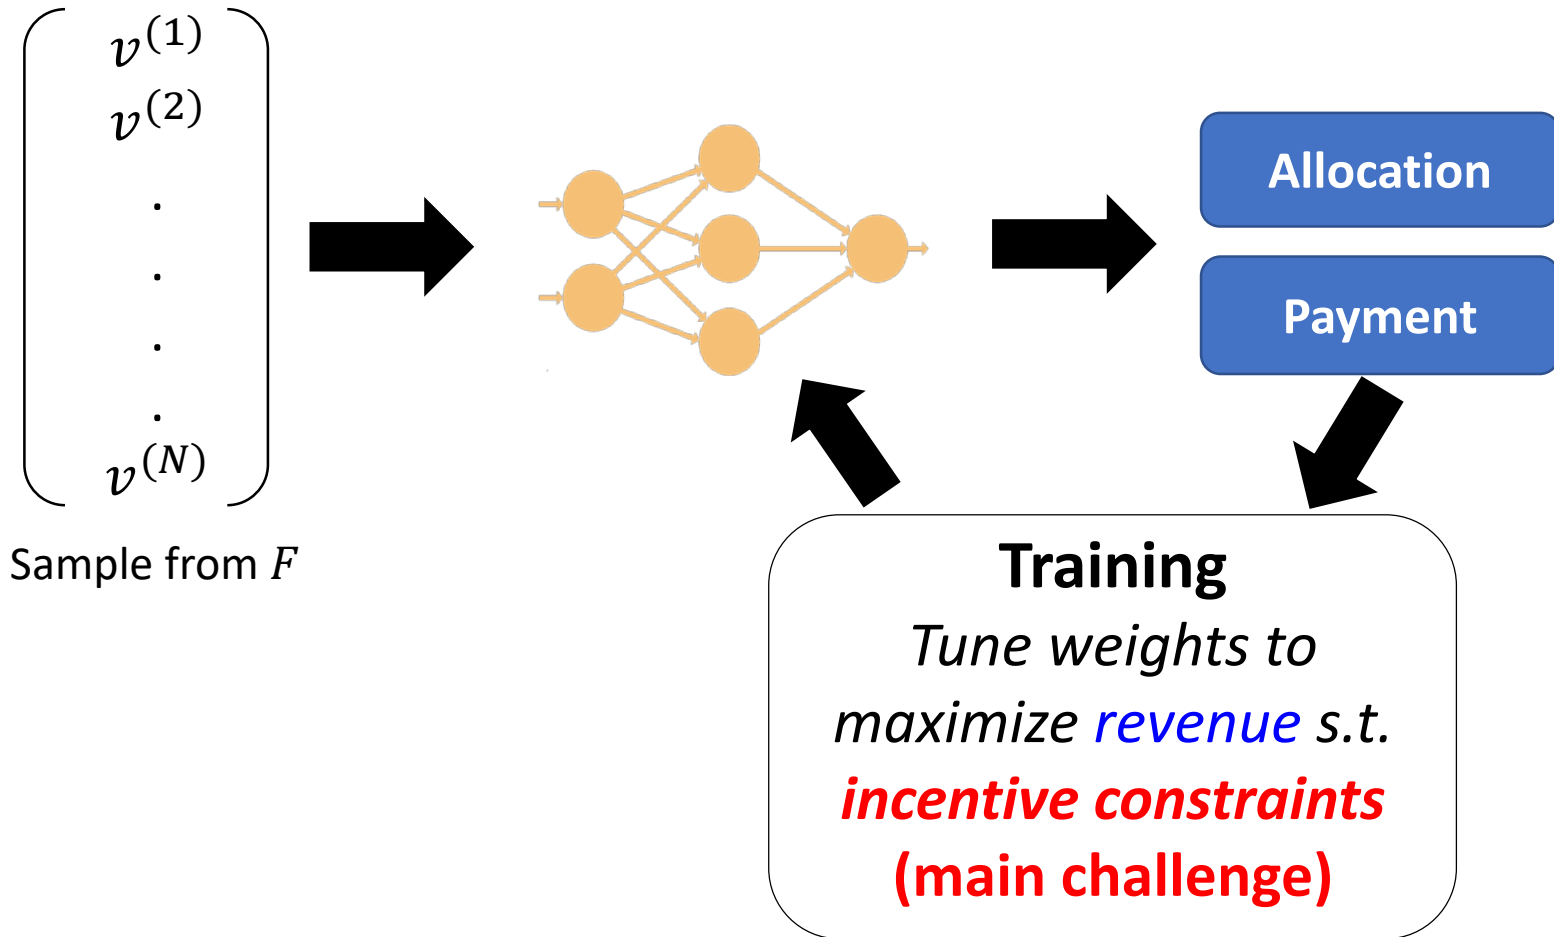 v^(1)
v^(2)
.
.
.
.
v^(N)
Sample from F
Allocation
Payment
Training
Tune weights to
maximize revenue s.t.
incentive constraints
(main challenge)